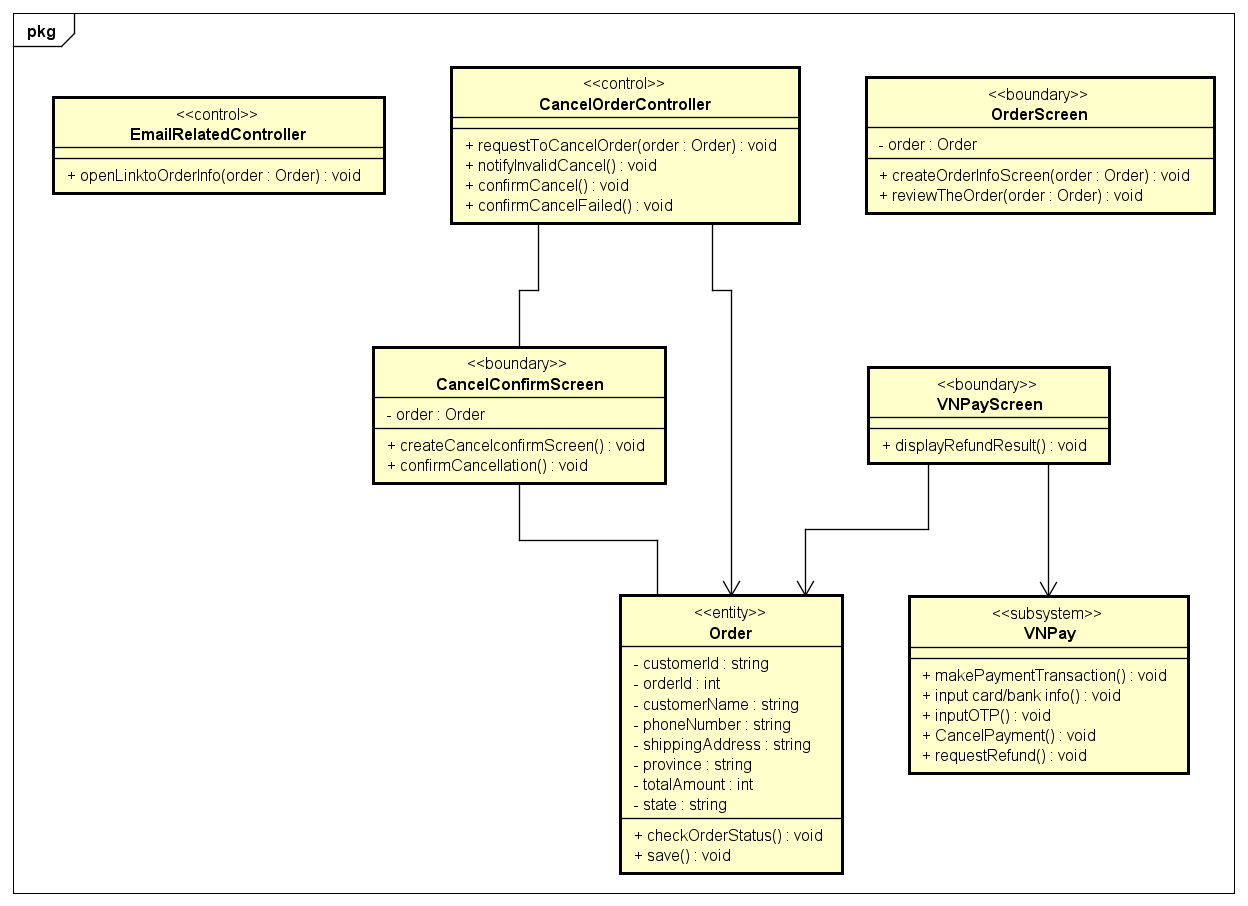 pkg
<<control>>
EmailRelatedController
+ openLinktoOrderInfo(order : Order) : void
<<control>>
CancelOrderController
+ requestToCancelOrder(order : Order) : void
+ notifyInvalidCancel() : void
+ confirmCancel() : void
+ confirmCancelFailed() : void
<<boundary>>
OrderScreen
- order : Order
+ createOrderInfoScreen(order : Order) : void
+ reviewTheOrder(order : Order) : void
<<boundary>>
CancelConfirmScreen
- order : Order
+ createCancelconfirmScreen() : void
+ confirmCancellation() : void
<<boundary>>
VNPayScreen
+ displayRefundResult() : void
<<entity>>
Order
- customerId : string
- orderId : int
- customerName : string
- phoneNumber : string
- shippingAddress : string
- province : string
- totalAmount : int
- state : string
+ checkOrderStatus() : void
+ save() : void
<<subsystem>>
VNPay
+ makePaymentTransaction() : void
+ input card/bank info() : void
+ inputOTP() : void
+ CancelPayment() : void
+ requestRefund() : void